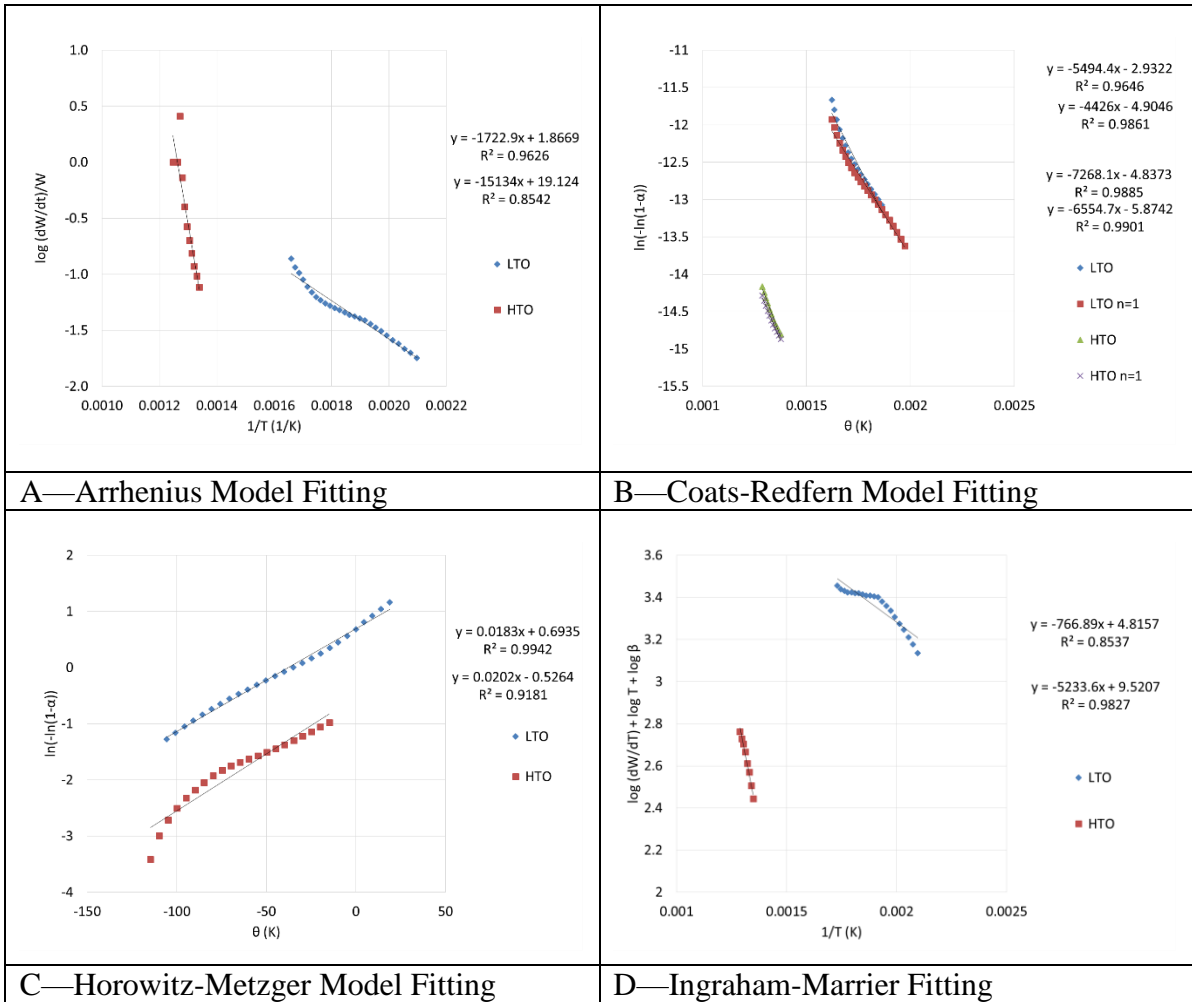 1.0
0.5
0.0
-0.5
-1.0
-1.5
-2.0
log (dW/dt)/W
0.0010 0.0012 0.0014 0.0016 0.0018 0.0020 0.0022
1/T (1/K)
y = -1722.9x + 1.8669
R² = 0.9626
y = -15134x + 19.124
R² = 0.8542
LTO
HTO
A—Arrhenius Model Fitting
-11
-11.5
-12
-12.5
-13
-13.5
-14
-14.5
-15
-15.5
ln(-ln(1-α))
0.001 0.0015 0.002 0.0025
θ (K)
y = -5494.4x - 2.9322
R² = 0.9646
y = -4426x - 4.9046
R² = 0.9861
y = -7268.1x - 4.8373
R² = 0.9885
y = -6554.7x - 5.8742
R² = 0.9901
LTO
LTO n=1
HTO
HTO n=1
B—Coats-Redfern Model Fitting
2
1
0
-1
-2
-3
-4
ln(-ln(1-α))
-150 -100 -50 0 50
θ (K)
y = 0.0183x + 0.6935
R² = 0.9942
y = 0.0202x - 0.5264
R² = 0.9181
LTO
HTO
C—Horowitz-Metzger Model Fitting
3.6
3.4
3.2
3
2.8
2.6
2.4
2.2
2
log (dW/dT) + log T + log β
0.001 0.0015 0.002 0.0025
1/T (K)
y = -766.89x + 4.8157
R² = 0.8537
y = -5233.6x + 9.5207
R² = 0.9827
LTO
HTO
D—Ingraham-Marrier Fitting